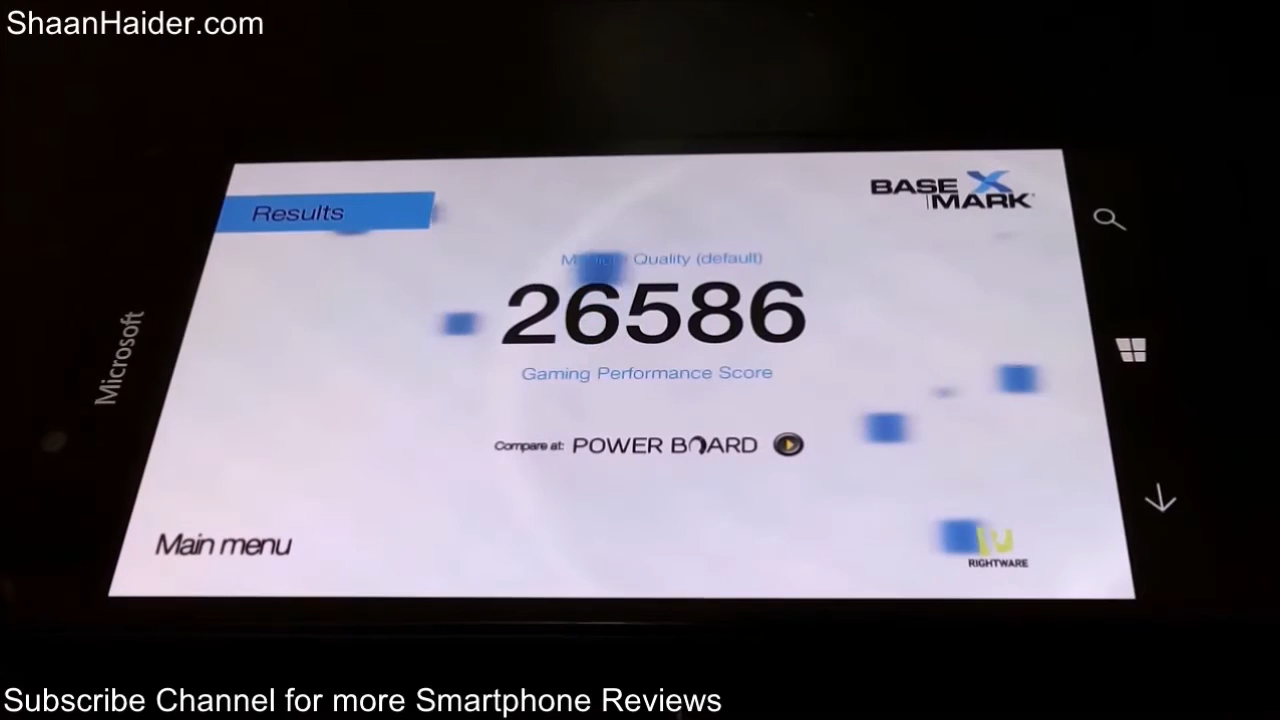 ShaanHaider.com
Results
BASE X
MARK
Quality (default)
26586
Gaming Performance Score
Microsoft
Compare at: POWER BOARD
Main menu
RIGHTWARE
Subscribe Channel for more Smartphone Reviews